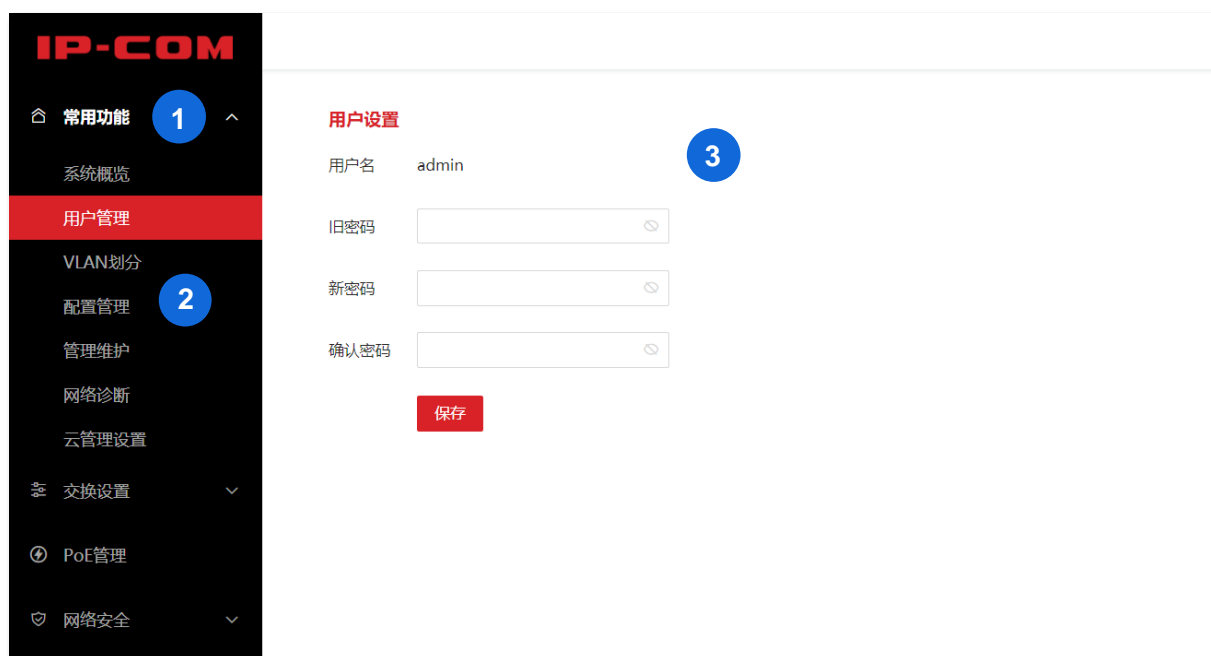 IP-COM
常用功能
1
系统概览
用户管理
VLAN划分
配置管理
2
管理维护
网络诊断
云管理设置
交换设置
PoE管理
网络安全
用户设置
3
用户名 admin
旧密码
新密码
确认密码
保存